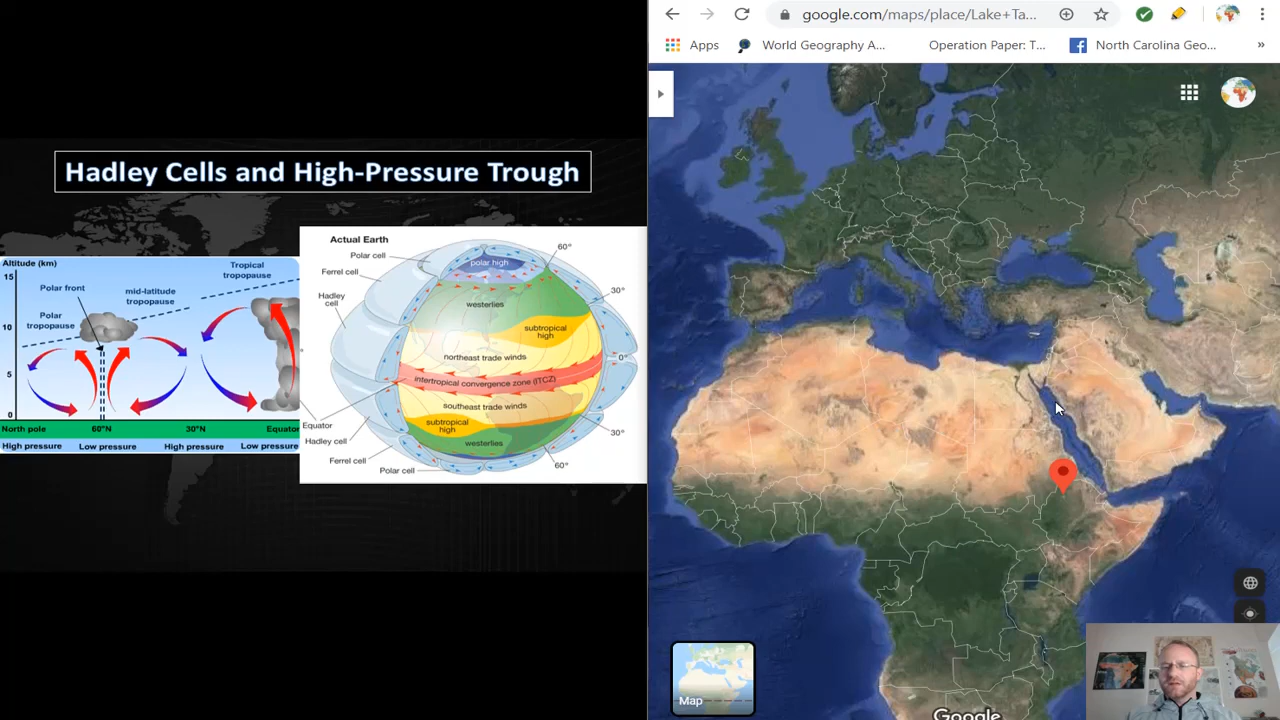 google.com/maps/place/Lake+Ta...
Apps
World Geography A...
Operation Paper: T...
North Carolina Geo...
»
Hadley Cells and High-Pressure Trough
Altitude (km)
15
10
5
0
Polar front
Polar
tropopause
mid-latitude
tropopause
Tropical
tropopause
North pole
60°N
30°N
Equator
High pressure
Low pressure
High pressure
Low pressure
Actual Earth
Polar cell
Ferrel cell
Hadley
cell
Equator
Hadley cell
Ferrel cell
Polar cell
polar high
westerlies
subtropical
high
northeast trade winds
intertropical convergence zone (ITCZ)
southeast trade winds
subtropical
high
westerlies
60°
30°
0°
30°
60°
Map
Google